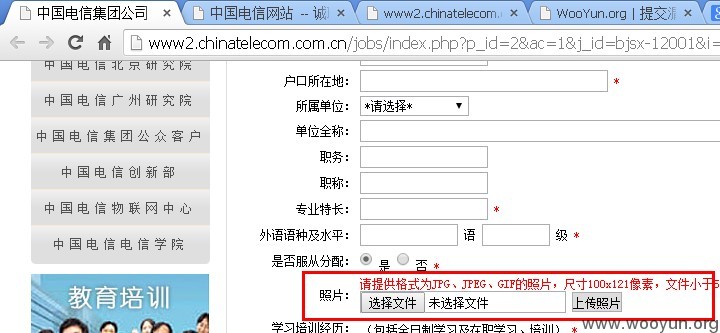 中国电信集团公司
中国电信网站 -- 诚
www2.chinatelecom.com
WooYun.org | 提交漏
www2.chinatelecom.com.cn/jobs/index.php?p_id=2&ac=1&j_id=bjsx-12001&i=
中国电信北京研究院
中国电信广州研究院
中国电信集团公众客户
中国电信创新部
中国电信物联网中心
中国电信电信学院
教育培训
户口所在地： *
所属单位： *请选择*
单位全称：
职务：
职称：
专业特长： *
外语语种及水平： 语 级 *
是否服从分配： 是 否 *
请提供格式为JPG、JPEG、GIF的照片，尺寸100x121像素，文件小于5
照片： 选择文件 未选择文件 上传照片
学习培训经历： （包括全日制学习及在职学习、培训） *
www.wooyun.org